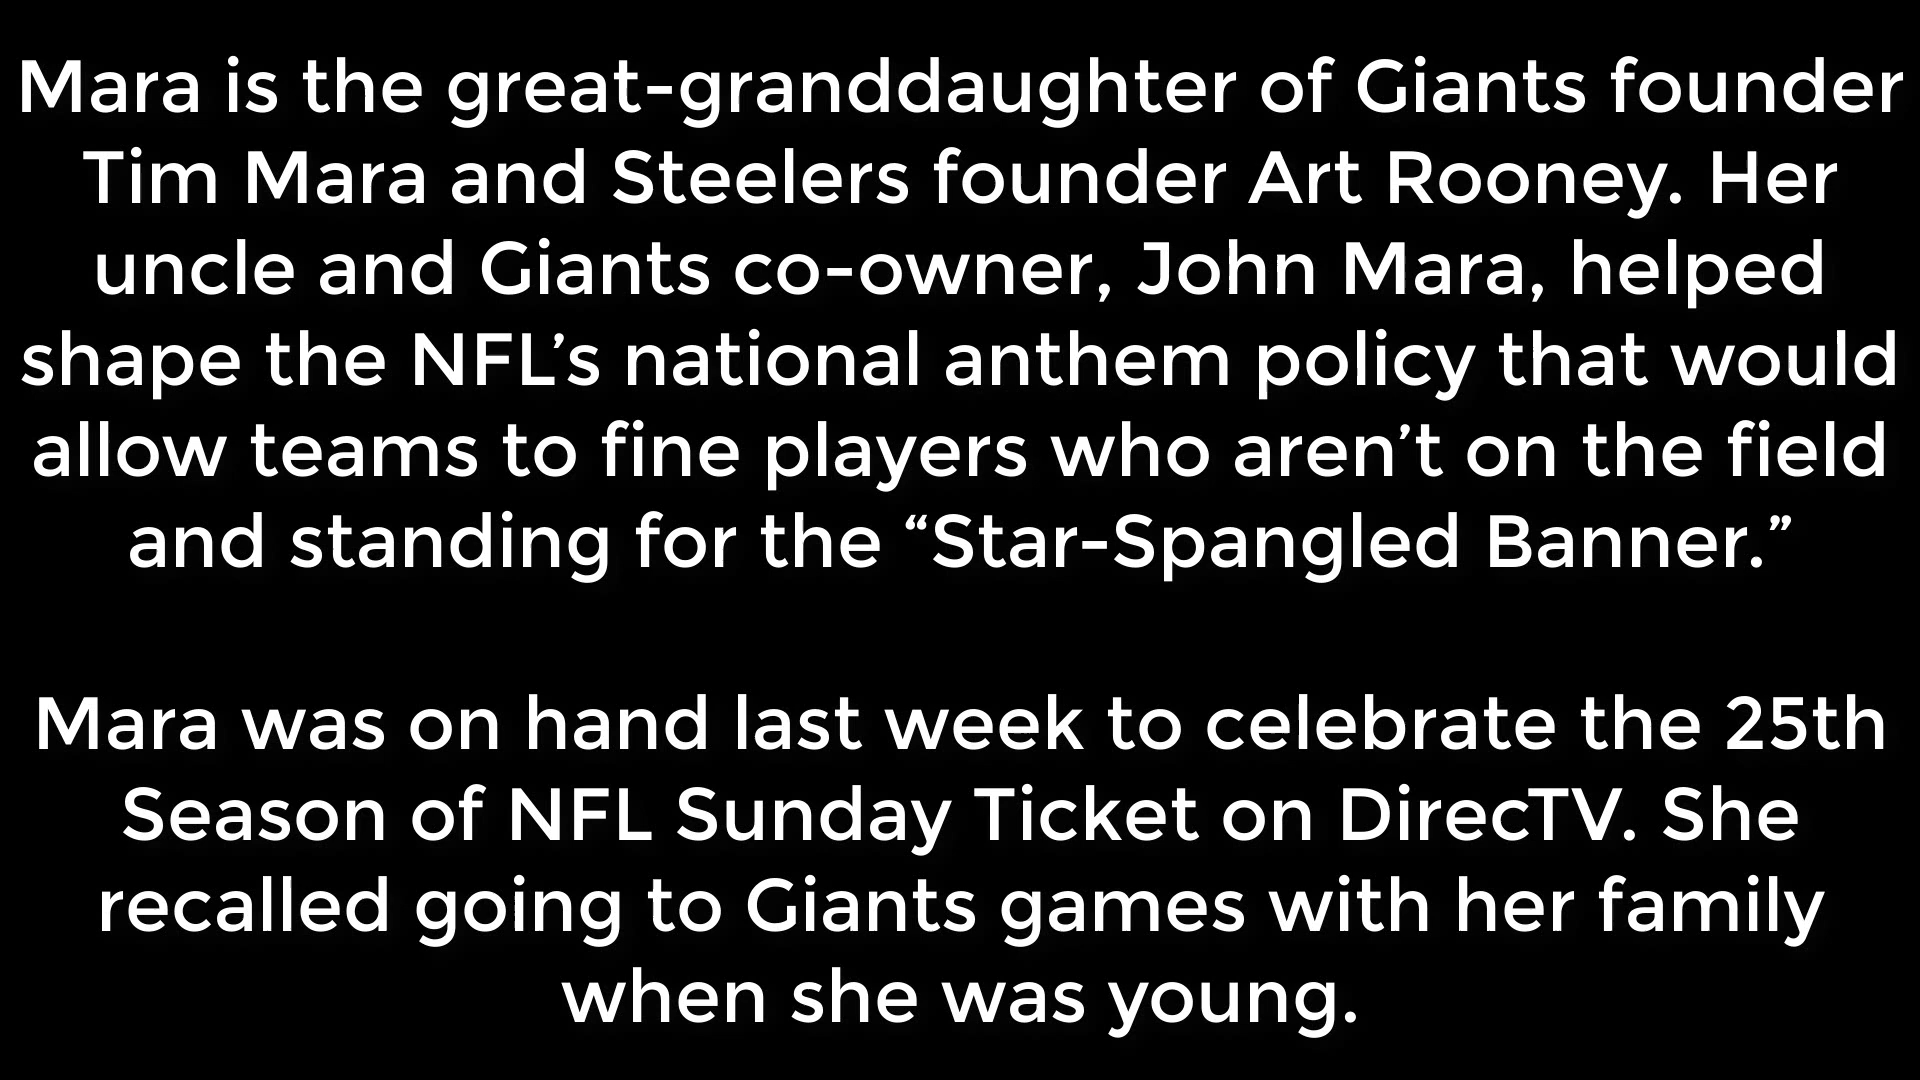 Mara is the great-granddaughter of Giants founder
Tim Mara and Steelers founder Art Rooney. Her
uncle and Giants co-owner, John Mara, helped
shape the NFL’s national anthem policy that would
allow teams to fine players who aren’t on the field
and standing for the “Star-Spangled Banner.”
Mara was on hand last week to celebrate the 25th
Season of NFL Sunday Ticket on DirecTV. She
recalled going to Giants games with her family
when she was young.